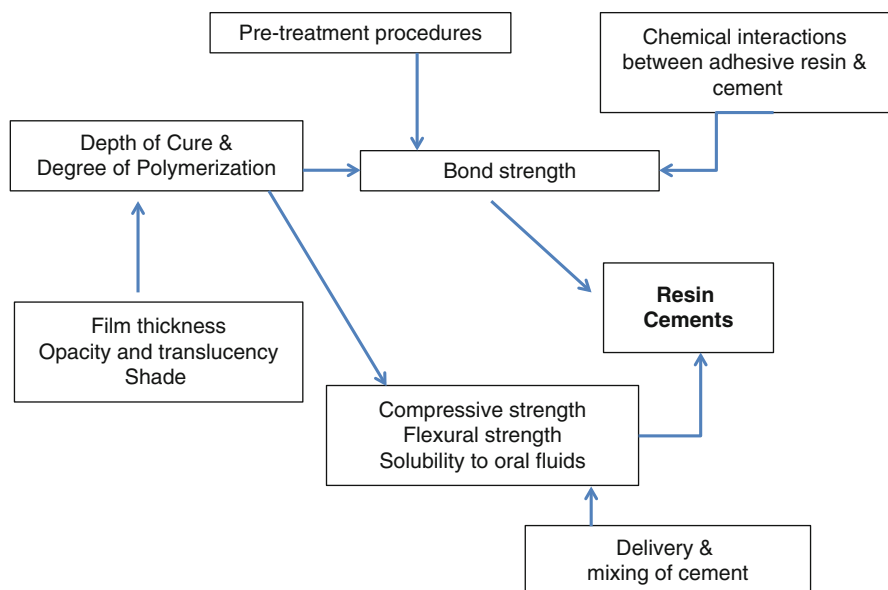 Pre-treatment procedures
Chemical interactions
between adhesive resin &
cement
Depth of Cure &
Degree of Polymerization
Bond strength
Film thickness
Opacity and translucency
Shade
Resin
Cements
Compressive strength
Flexural strength
Solubility to oral fluids
Delivery &
mixing of cement